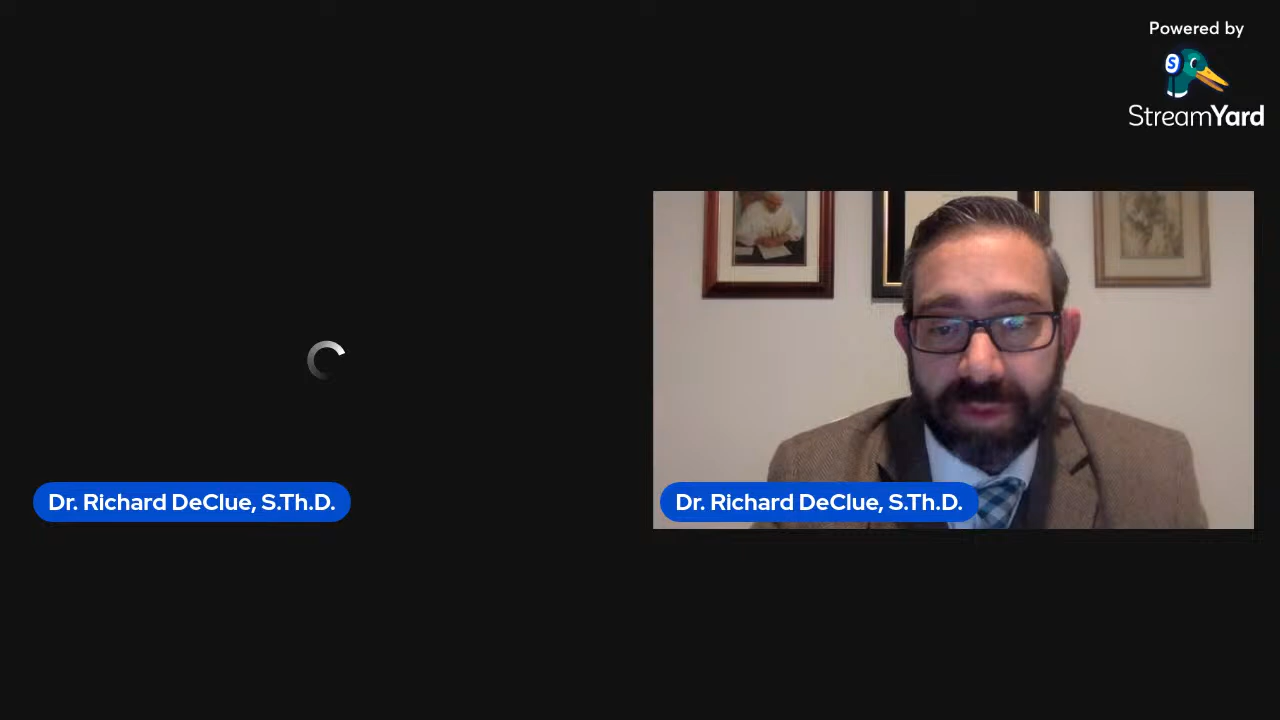 Powered by
S
StreamYard
Dr. Richard DeClue, S.Th.D.
Dr. Richard DeClue, S.Th.D.